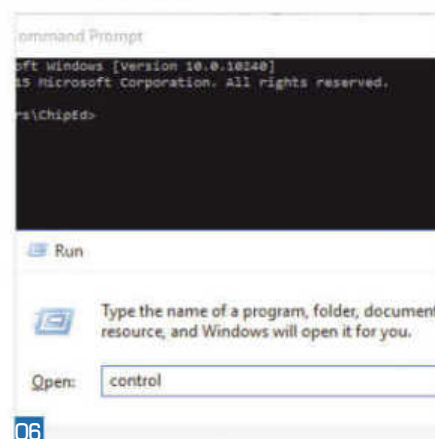 ommand Prompt
oft Windows [Version 10.0.10240]
15 Microsoft Corporation. All rights reserved.
rs\ChipEd>
Run
Type the name of a program, folder, document
resource, and Windows will open it for you.
Open: control
06